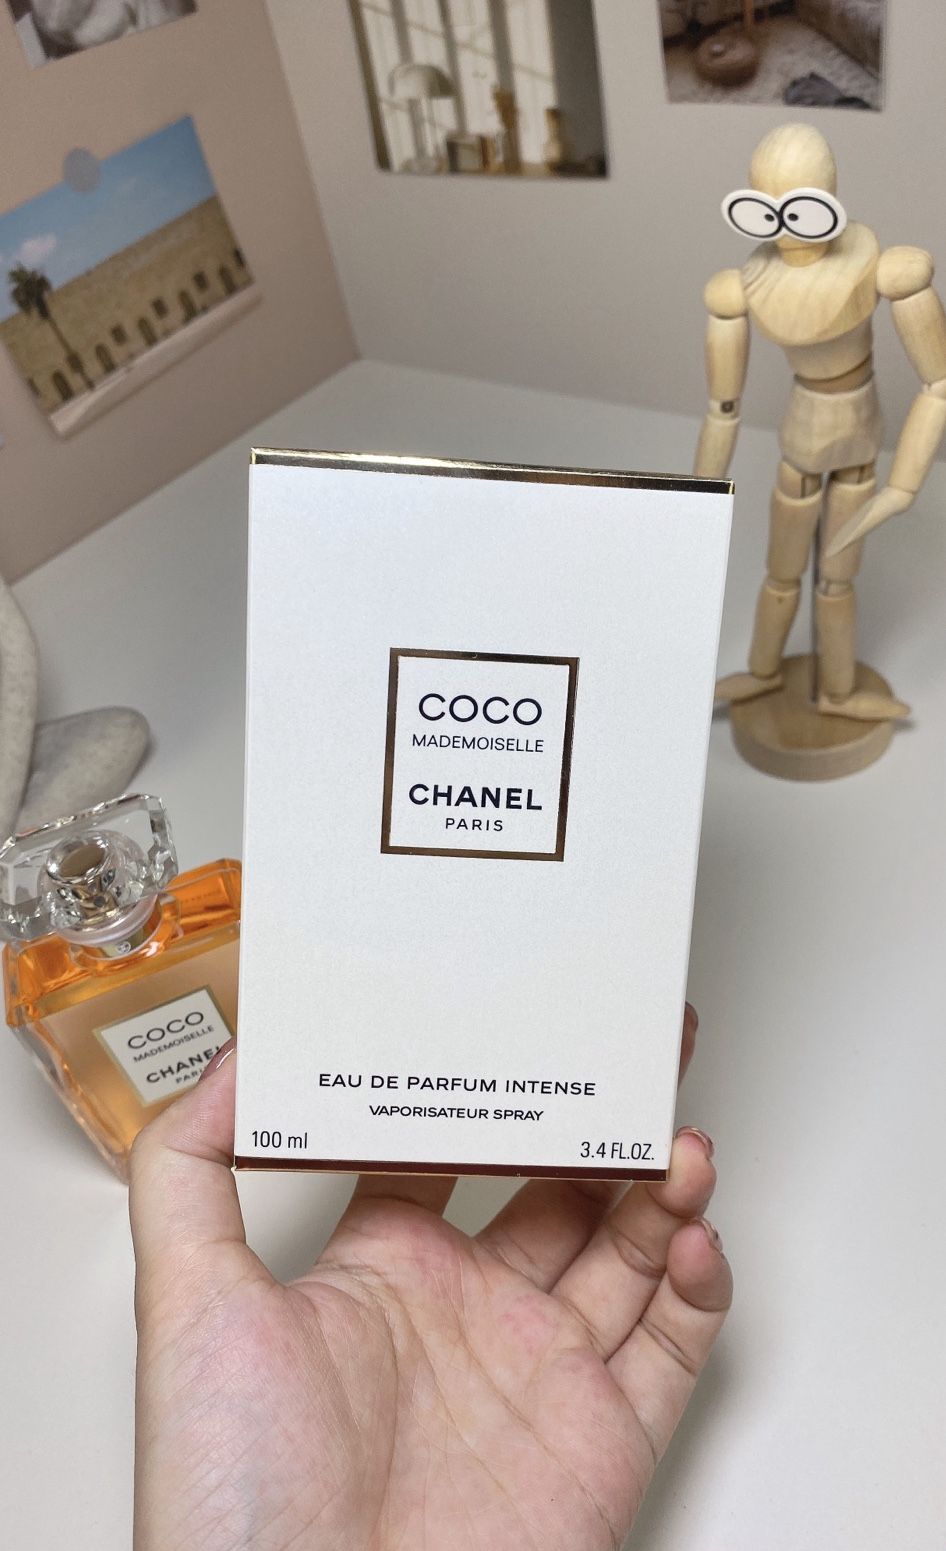 COCO
MADEMOISELLE
CHANEL
PARIS
EAU DE PARFUM INTENSE
VAPORISATEUR SPRAY
100 ml
3.4 FL.OZ.
COCO
MADEMOISELLE
CHANEL